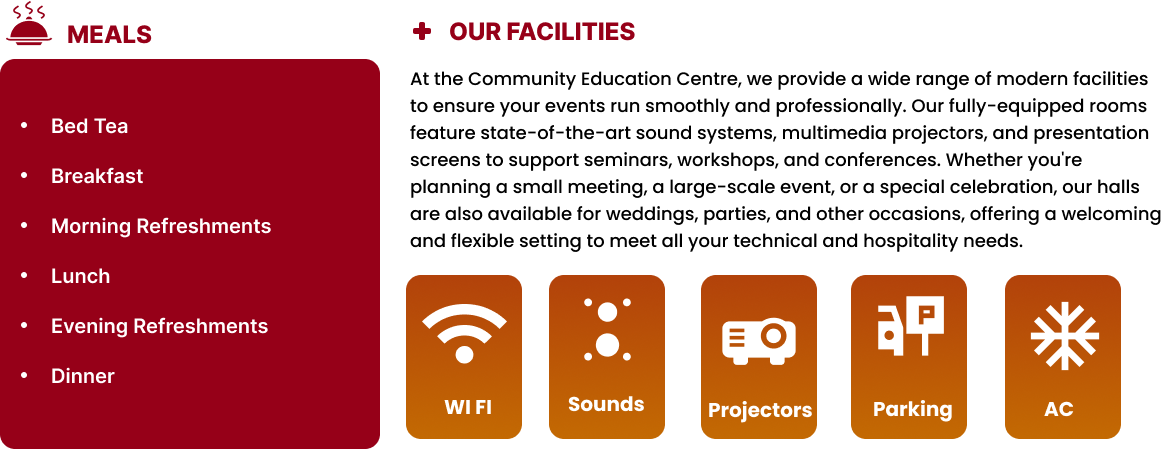 MEALS
Bed Tea
Breakfast
Morning Refreshments
Lunch
Evening Refreshments
Dinner
OUR FACILITIES
At the Community Education Centre, we provide a wide range of modern facilities
to ensure your events run smoothly and professionally. Our fully-equipped rooms
feature state-of-the-art sound systems, multimedia projectors, and presentation
screens to support seminars, workshops, and conferences. Whether you're
planning a small meeting, a large-scale event, or a special celebration, our halls
are also available for weddings, parties, and other occasions, offering a welcoming
and flexible setting to meet all your technical and hospitality needs.
P
WI FI
Sounds
Projectors
Parking
AC